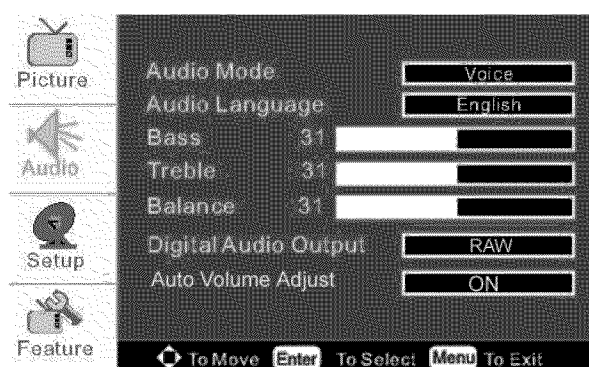 Picture
Audio
Setup
Feature
Audio Mode Voice
Audio Language English
Bass 31
Treble 31
Balance 31
Digital Audio Output RAW
Auto Volume Adjust ON
To Move Enter To Select Menu To Exit